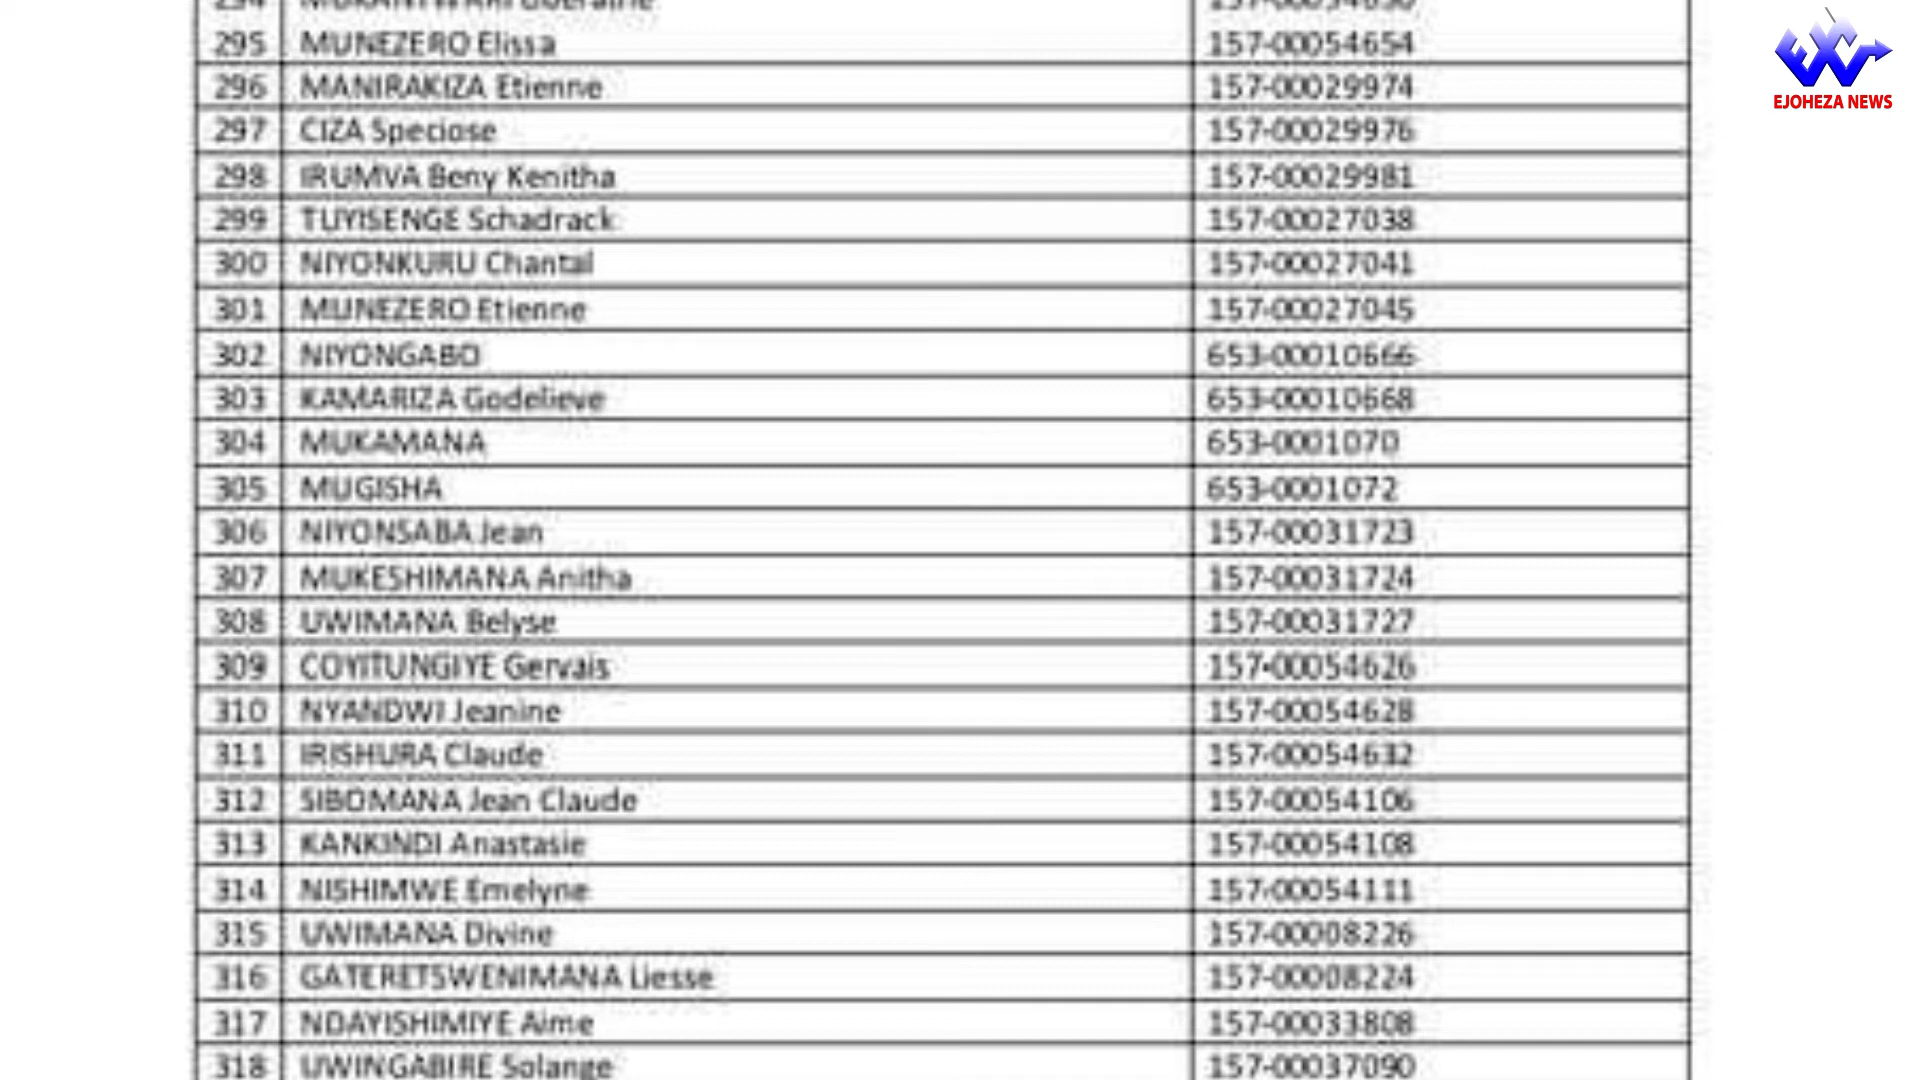 295 MUNEZERO Elissa 157-00054654
296 MANIRAKIZA Etienne 157-00029974
297 CIZA Speciose 157-00029976
298 IRUMVA Beny Kenitha 157-00029981
299 TUYISENGE Schadrack 157-00027038
300 NIYONKURU Chantal 157-00027041
301 MUNEZERO Etienne 157-00027045
302 NIYONGABO 653-00010666
303 KAMARIZA Godelieve 653-00010668
304 MUKAMANA 653-0001070
305 MUGISHA 653-0001072
306 NIYONSABA Jean 157-00031723
307 MUKESHIMANA Anitha 157-00031724
308 UWIMANA Belyse 157-00031727
309 COYITUNGIYE Gervais 157-00054626
310 NYANDWI Jeanine 157-00054628
311 IRISHURA Claude 157-00054632
312 SIBOMANA Jean Claude 157-00054106
313 KANKINDI Anastasie 157-00054108
314 NISHIMWE Emelyne 157-00054111
315 UWIMANA Divine 157-00008226
316 GATERETSWENIMANA Liesse 157-00008224
317 NDAYISHIMIYE Aime 157-00033808
318 UWINGABIRE Solange 157-00037090
EJOHEZA NEWS